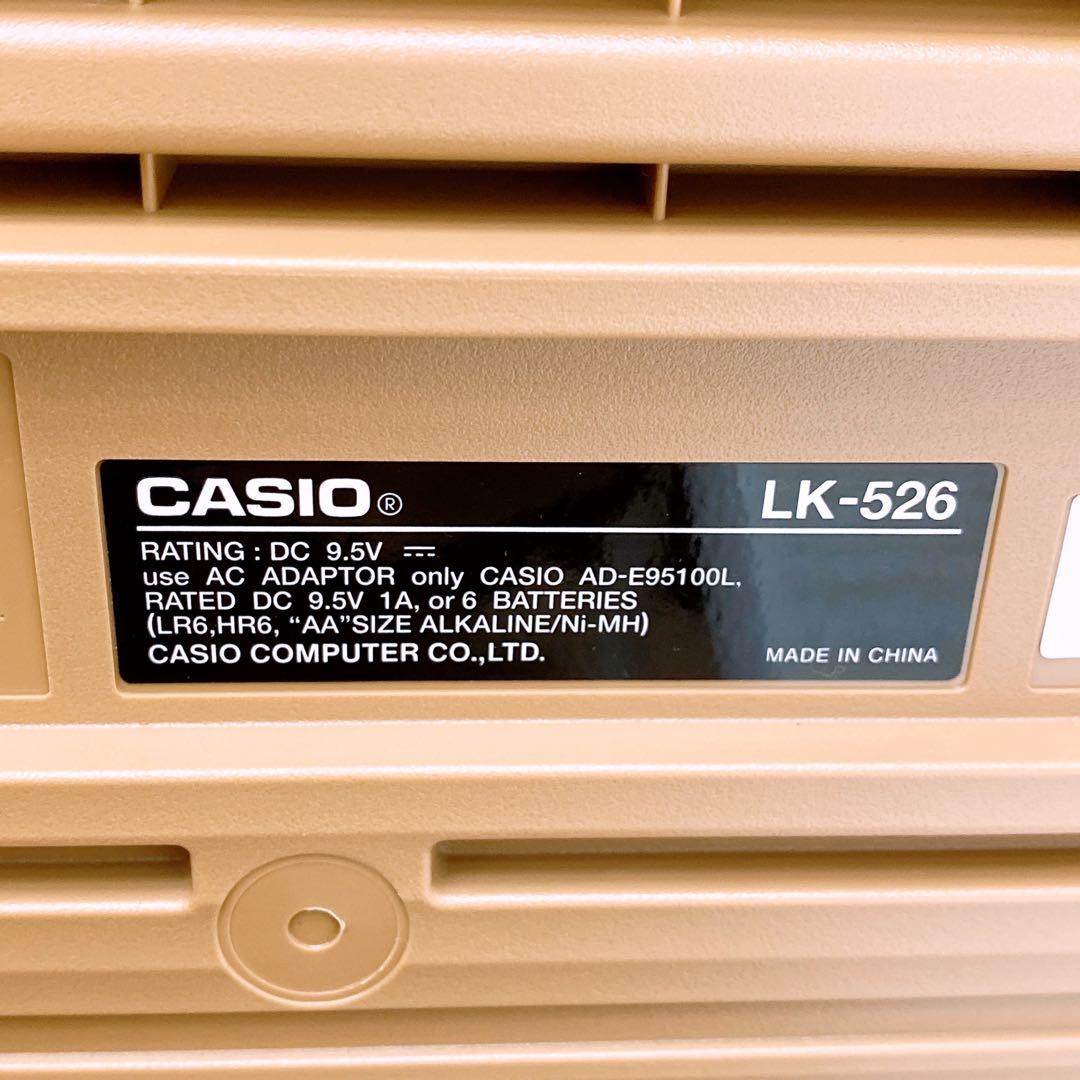 CASIO® LK-526
RATING : DC 9.5V ⎓
use AC ADAPTOR only CASIO AD-E95100L,
RATED DC 9.5V 1A, or 6 BATTERIES
(LR6,HR6, “AA”SIZE ALKALINE/Ni-MH)
CASIO COMPUTER CO.,LTD. MADE IN CHINA